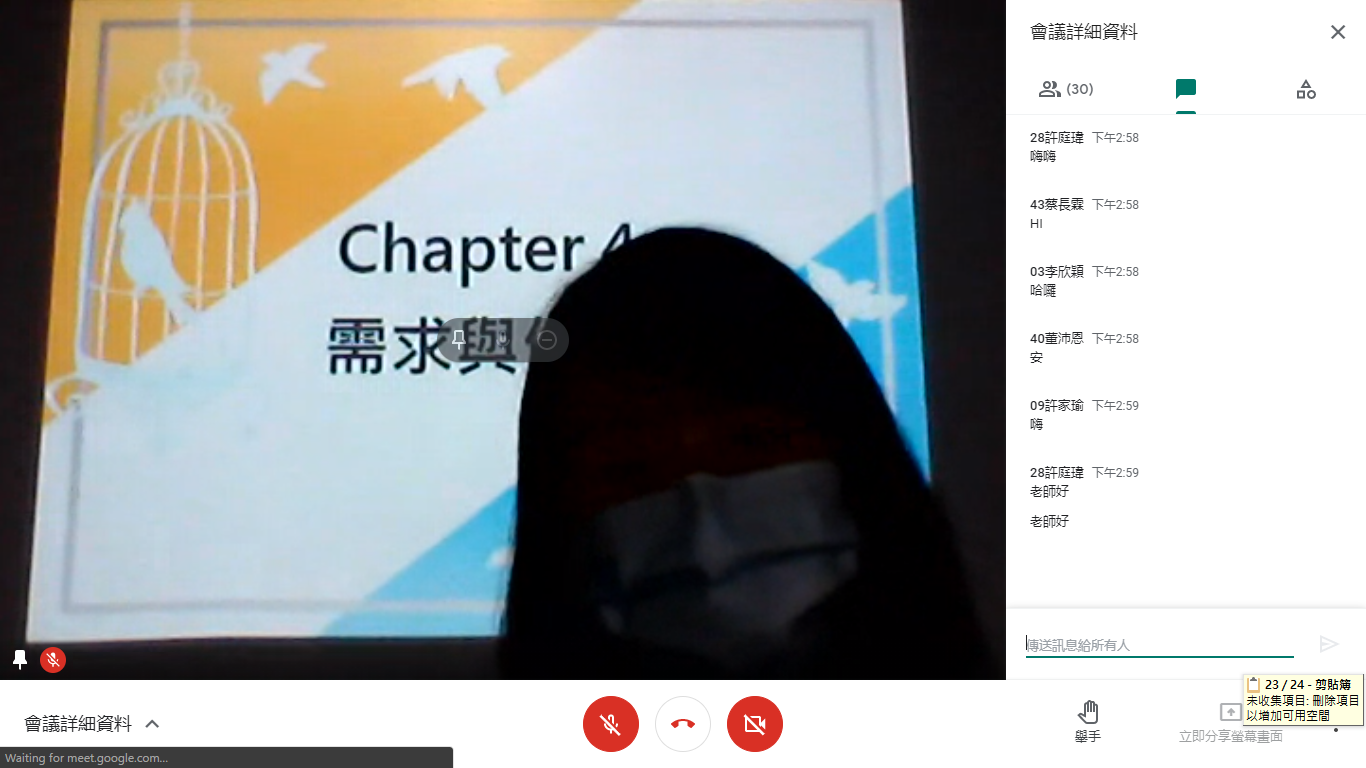 Chapter 4
需求與
會議詳細資料
(30)
28許庭瑋 下午2:58
嗨嗨
43蔡長霖 下午2:58
HI
03李欣穎 下午2:58
哈囉
40董沛恩 下午2:58
安
09許家瑜 下午2:59
嗨
28許庭瑋 下午2:59
老師好
老師好
傳送訊息給所有人
23 / 24 - 剪貼簿
未收集項目: 刪除項目
以增加可用空間
會議詳細資料
舉手
立即分享螢幕畫面
Waiting for meet.google.com...